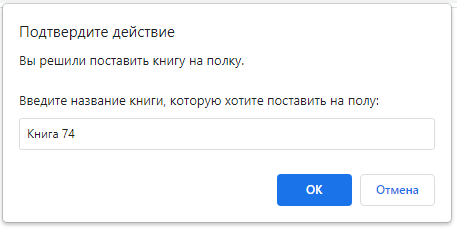 Подтвердите действие
Вы решили поставить книгу на полку.
Введите название книги, которую хотите поставить на полу:
Книга 74
ОК
Отмена